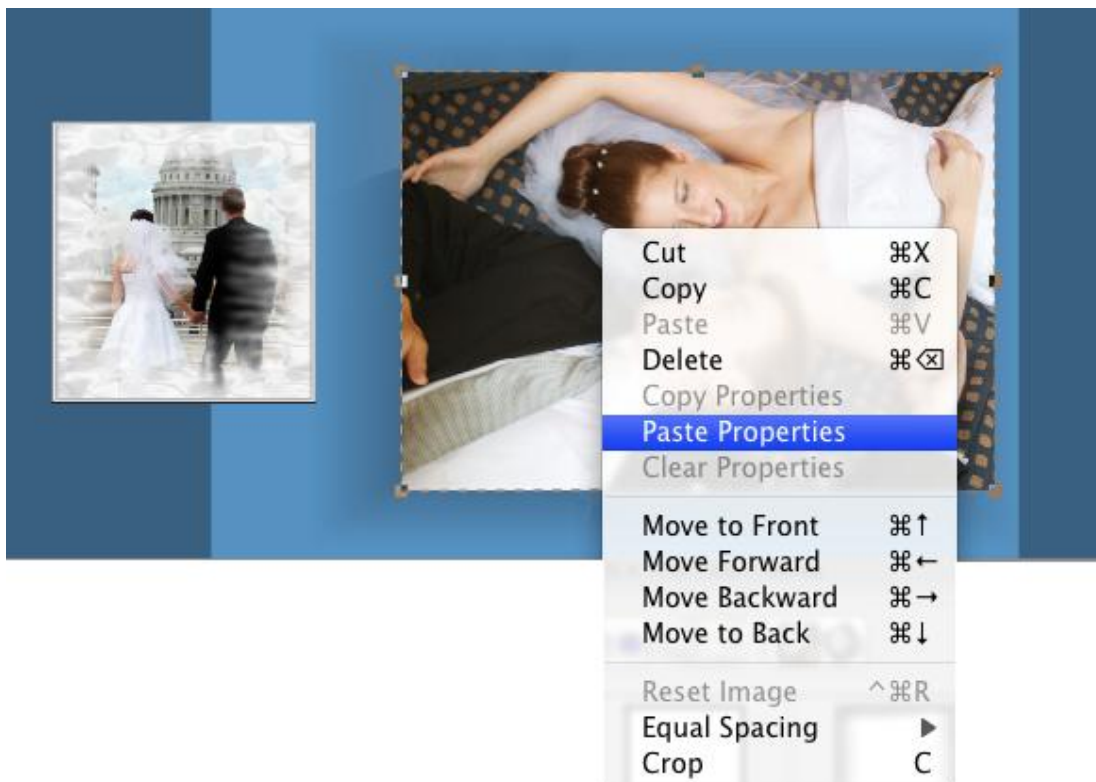 Cut ⌘X
Copy ⌘C
Paste ⌘V
Delete ⌘⌫
Copy Properties
Paste Properties
Clear Properties
Move to Front ⌘↑
Move Forward ⌘←
Move Backward ⌘→
Move to Back ⌘↓
Reset Image ^⌘R
Equal Spacing ▶
Crop C